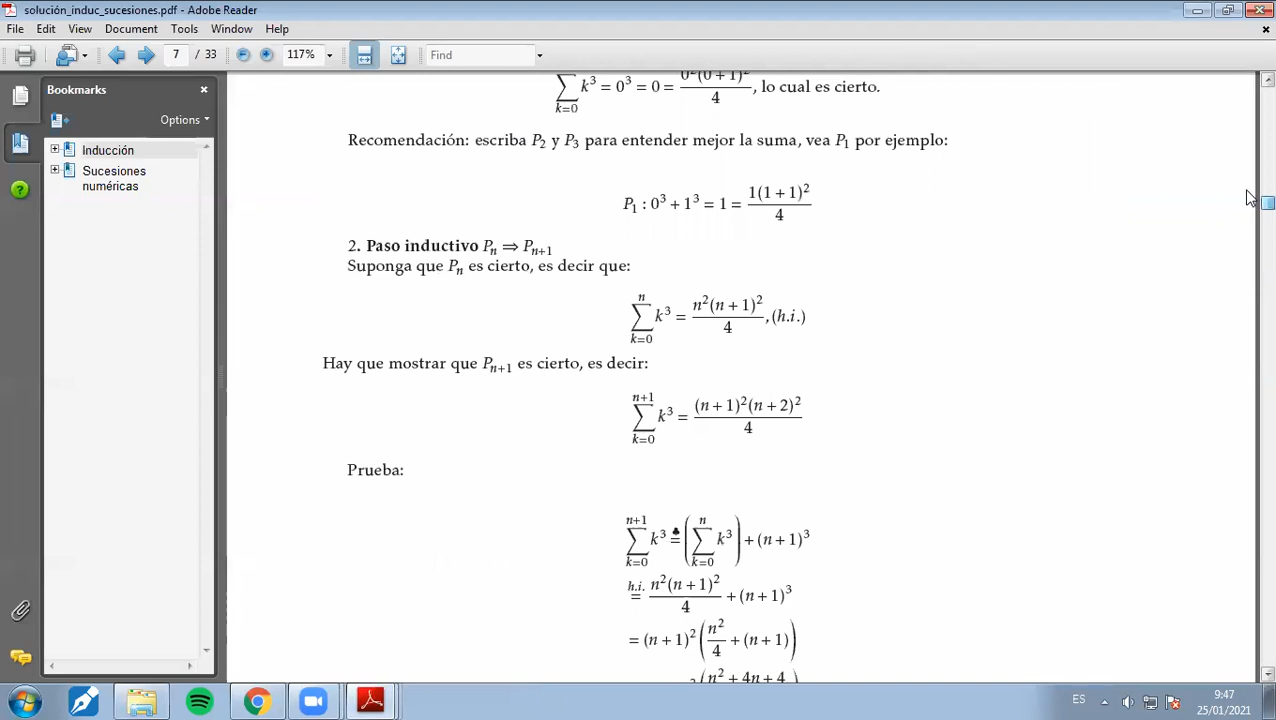 solución_induc_sucesiones.pdf - Adobe Reader
File Edit View Document Tools Window Help
7 / 33 117% Find
Bookmarks
Options
Inducción
Sucesiones
numéricas
∑_{k=0} k³ = 0³ = 0 = 0²(0+1)²/4, lo cual es cierto.
Recomendación: escriba P₂ y P₃ para entender mejor la suma, vea P₁ por ejemplo:
P₁ : 0³ + 1³ = 1 = 1(1 + 1)²/4
2. Paso inductivo Pₙ ⇒ Pₙ₊₁
Suponga que Pₙ es cierto, es decir que:
∑_{k=0}^{n} k³ = n²(n + 1)²/4, (h.i.)
Hay que mostrar que Pₙ₊₁ es cierto, es decir:
∑_{k=0}^{n+1} k³ = (n + 1)²(n + 2)²/4
Prueba:
∑_{k=0}^{n+1} k³ ♣= (∑_{k=0}^{n} k³) + (n + 1)³
h.i.= n²(n + 1)²/4 + (n + 1)³
= (n + 1)² (n²/4 + (n + 1))
2 (n² + 4n + 4)
ES
9:47
25/01/2021